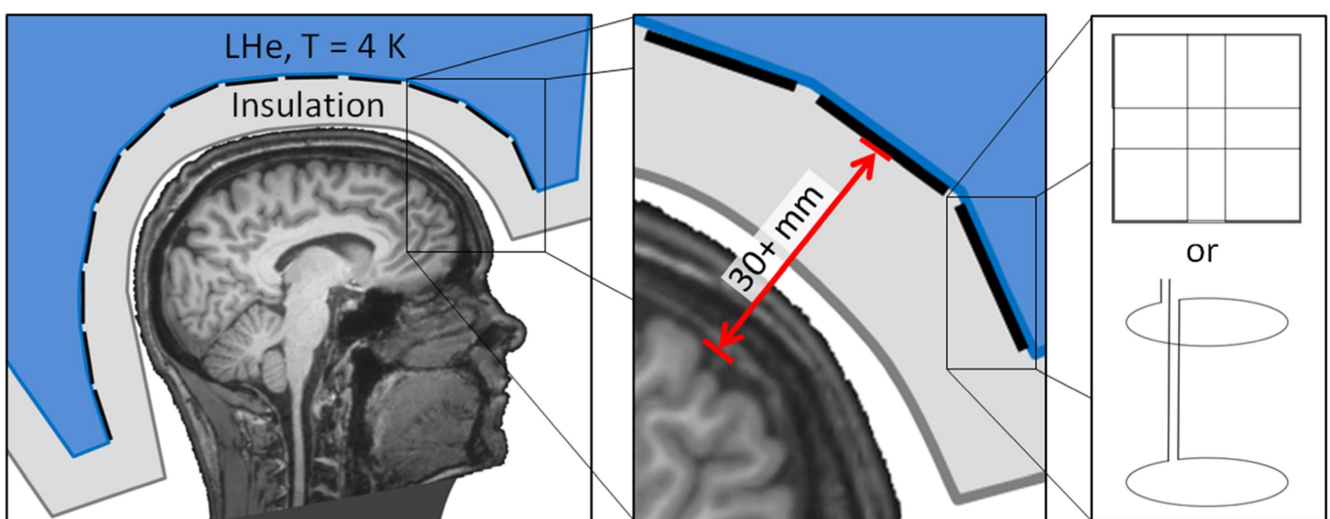 LHe, T = 4 K
Insulation
30+ mm
or